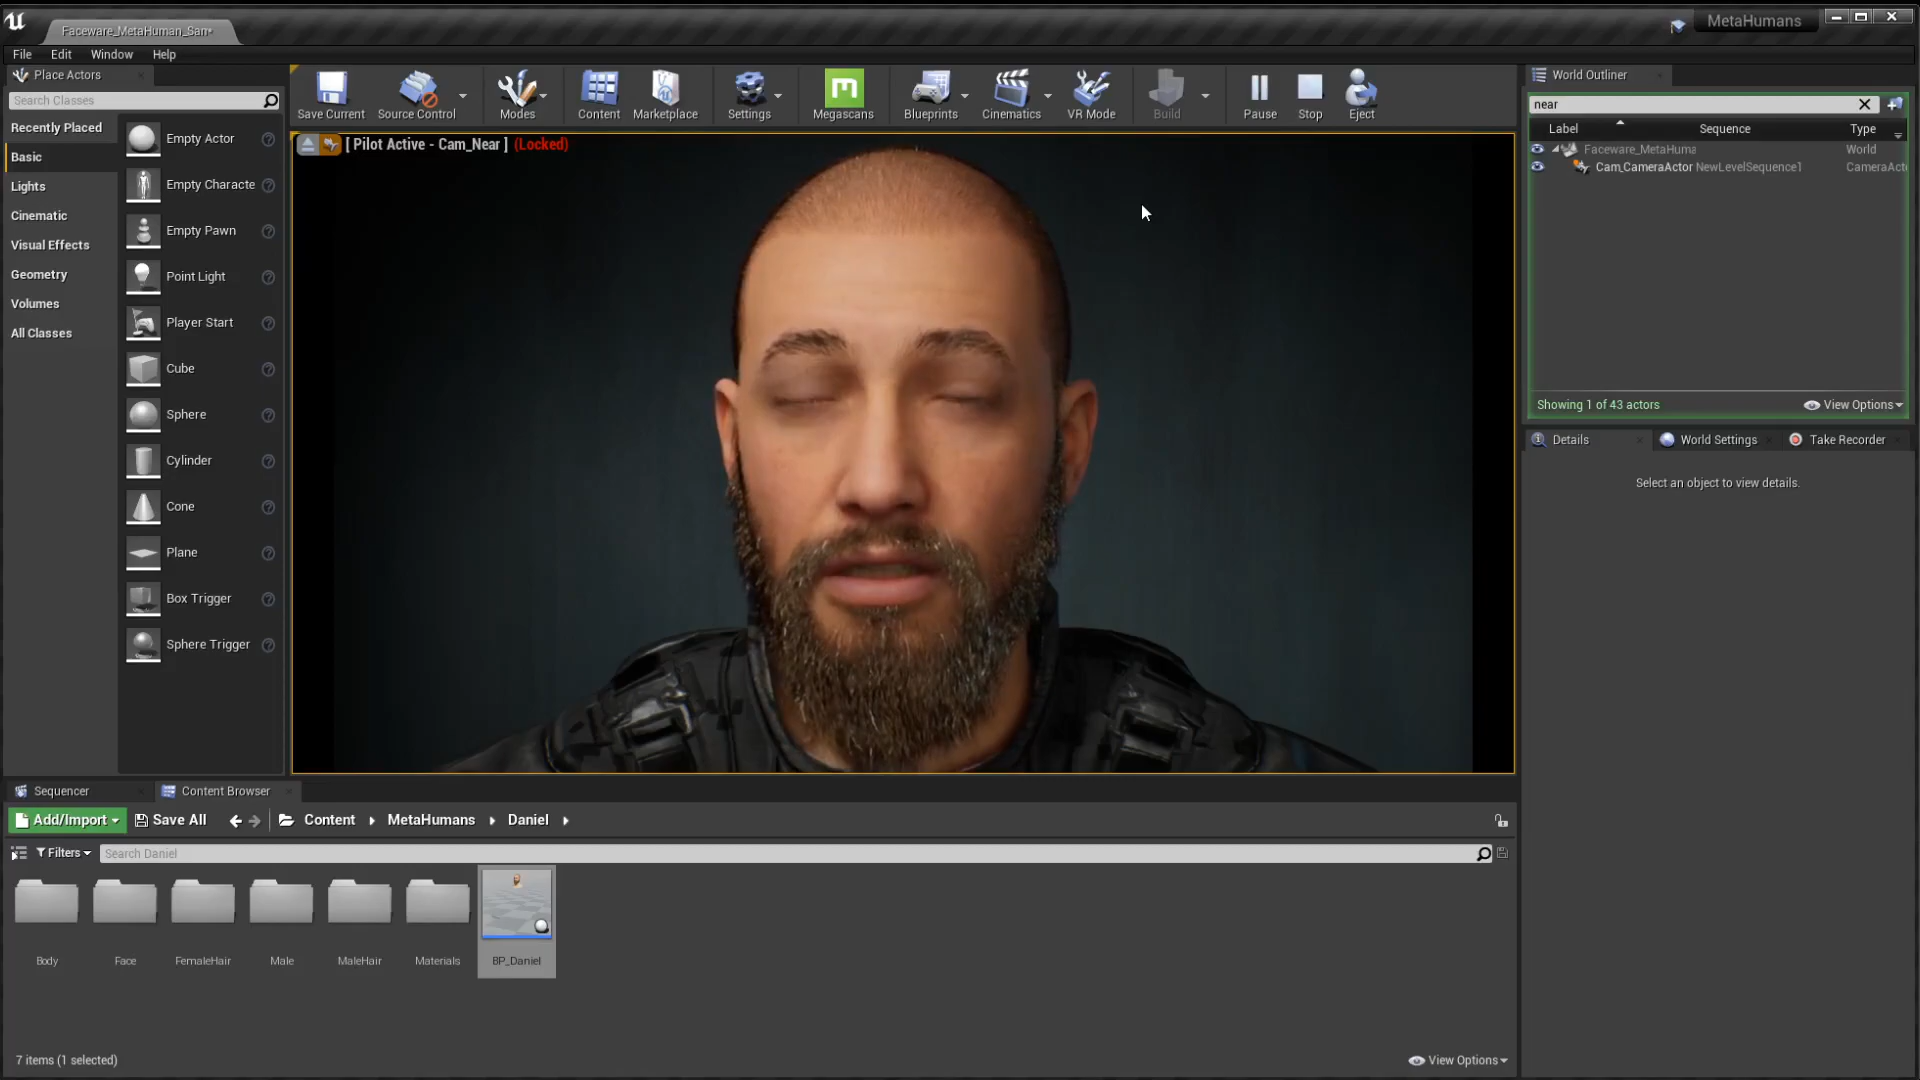 Faceware_MetaHuman_San*
MetaHumans
File Edit Window Help
Place Actors
Search Classes
Recently Placed
Basic
Lights
Cinematic
Visual Effects
Geometry
Volumes
All Classes
Empty Actor
Empty Characte
Empty Pawn
Point Light
Player Start
Cube
Sphere
Cylinder
Cone
Plane
Box Trigger
Sphere Trigger
Save Current Source Control Modes Content Marketplace Settings Megascans Blueprints Cinematics VR Mode Build Pause Stop Eject
[ Pilot Active - Cam_Near ] (Locked)
World Outliner
near
Label Sequence Type
Faceware_MetaHuma World
Cam_CameraActor NewLevelSequence1 CameraAct
Showing 1 of 43 actors View Options
Details World Settings Take Recorder
Select an object to view details.
Sequencer Content Browser
Add/Import Save All Content MetaHumans Daniel
Filters Search Daniel
Body Face FemaleHair Male MaleHair Materials BP_Daniel
7 items (1 selected) View Options